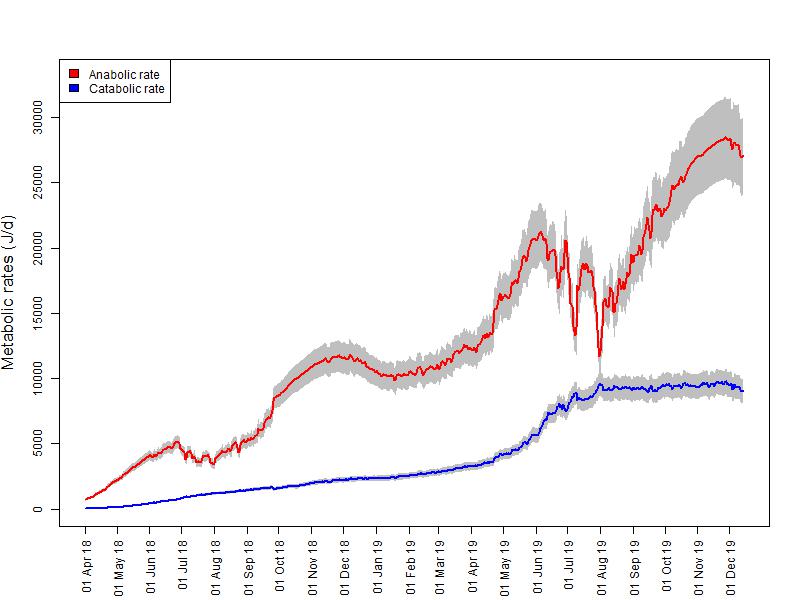 Anabolic rate
Catabolic rate
Metabolic rates (J/d)
30000
25000
20000
15000
10000
5000
0
01 Apr 18
01 May 18
01 Jun 18
01 Jul 18
01 Aug 18
01 Sep 18
01 Oct 18
01 Nov 18
01 Dec 18
01 Jan 19
01 Feb 19
01 Mar 19
01 Apr 19
01 May 19
01 Jun 19
01 Jul 19
01 Aug 19
01 Sep 19
01 Oct 19
01 Nov 19
01 Dec 19